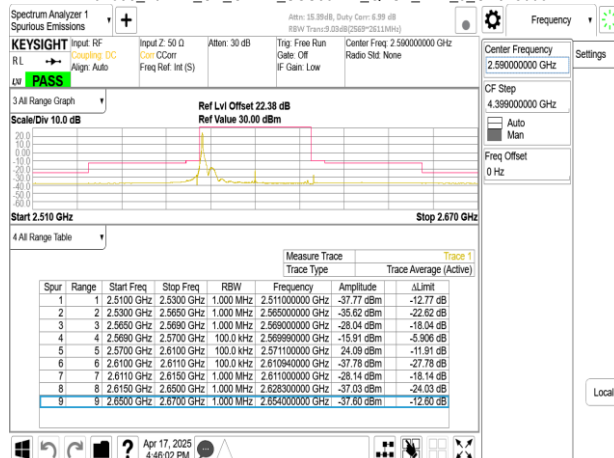 Spectrum Analyzer 1
Spurious Emissions
Attn: 15.39dB, Duty Corr: 6.99 dB
RBW Trans:9.03dB(2569~2611MHz)
Frequency
KEYSIGHT
Input: RF
Input Z: 50 Ω
Atten: 30 dB
Trig: Free Run
Center Freq: 2.590000000 GHz
RL
Coupling: DC
Corr CCorr
Gate: Off
Radio Std: None
Align: Auto
Freq Ref: Int (S)
IF Gain: Low
LXI PASS
Center Frequency
2.590000000 GHz
Settings
CF Step
4.399000000 GHz
Auto
Man
Freq Offset
0 Hz
3 All Range Graph
Ref Lvl Offset 22.38 dB
Scale/Div 10.0 dB
Ref Value 30.00 dBm
20.0
10.0
0.00
-10.0
-20.0
-30.0
-40.0
-50.0
-60.0
Start 2.510 GHz
Stop 2.670 GHz
4 All Range Table
Measure Trace Trace 1
Trace Type Trace Average (Active)
Spur Range Start Freq Stop Freq RBW Frequency Amplitude ΔLimit
1 1 2.5100 GHz 2.5300 GHz 1.000 MHz 2.511000000 GHz -37.77 dBm -12.77 dB
2 2 2.5300 GHz 2.5650 GHz 1.000 MHz 2.565000000 GHz -35.62 dBm -22.62 dB
3 3 2.5650 GHz 2.5690 GHz 1.000 MHz 2.569000000 GHz -28.04 dBm -18.04 dB
4 4 2.5690 GHz 2.5700 GHz 100.0 kHz 2.569990000 GHz -15.91 dBm -5.906 dB
5 5 2.5700 GHz 2.6100 GHz 100.0 kHz 2.571100000 GHz 24.09 dBm -11.91 dB
6 6 2.6100 GHz 2.6110 GHz 100.0 kHz 2.610940000 GHz -37.78 dBm -27.78 dB
7 7 2.6110 GHz 2.6150 GHz 1.000 MHz 2.611000000 GHz -28.14 dBm -18.14 dB
8 8 2.6150 GHz 2.6500 GHz 1.000 MHz 2.628300000 GHz -37.03 dBm -24.03 dB
9 9 2.6500 GHz 2.6700 GHz 1.000 MHz 2.654000000 GHz -37.60 dBm -12.60 dB
Local
Apr 17, 2025
4:46:02 PM